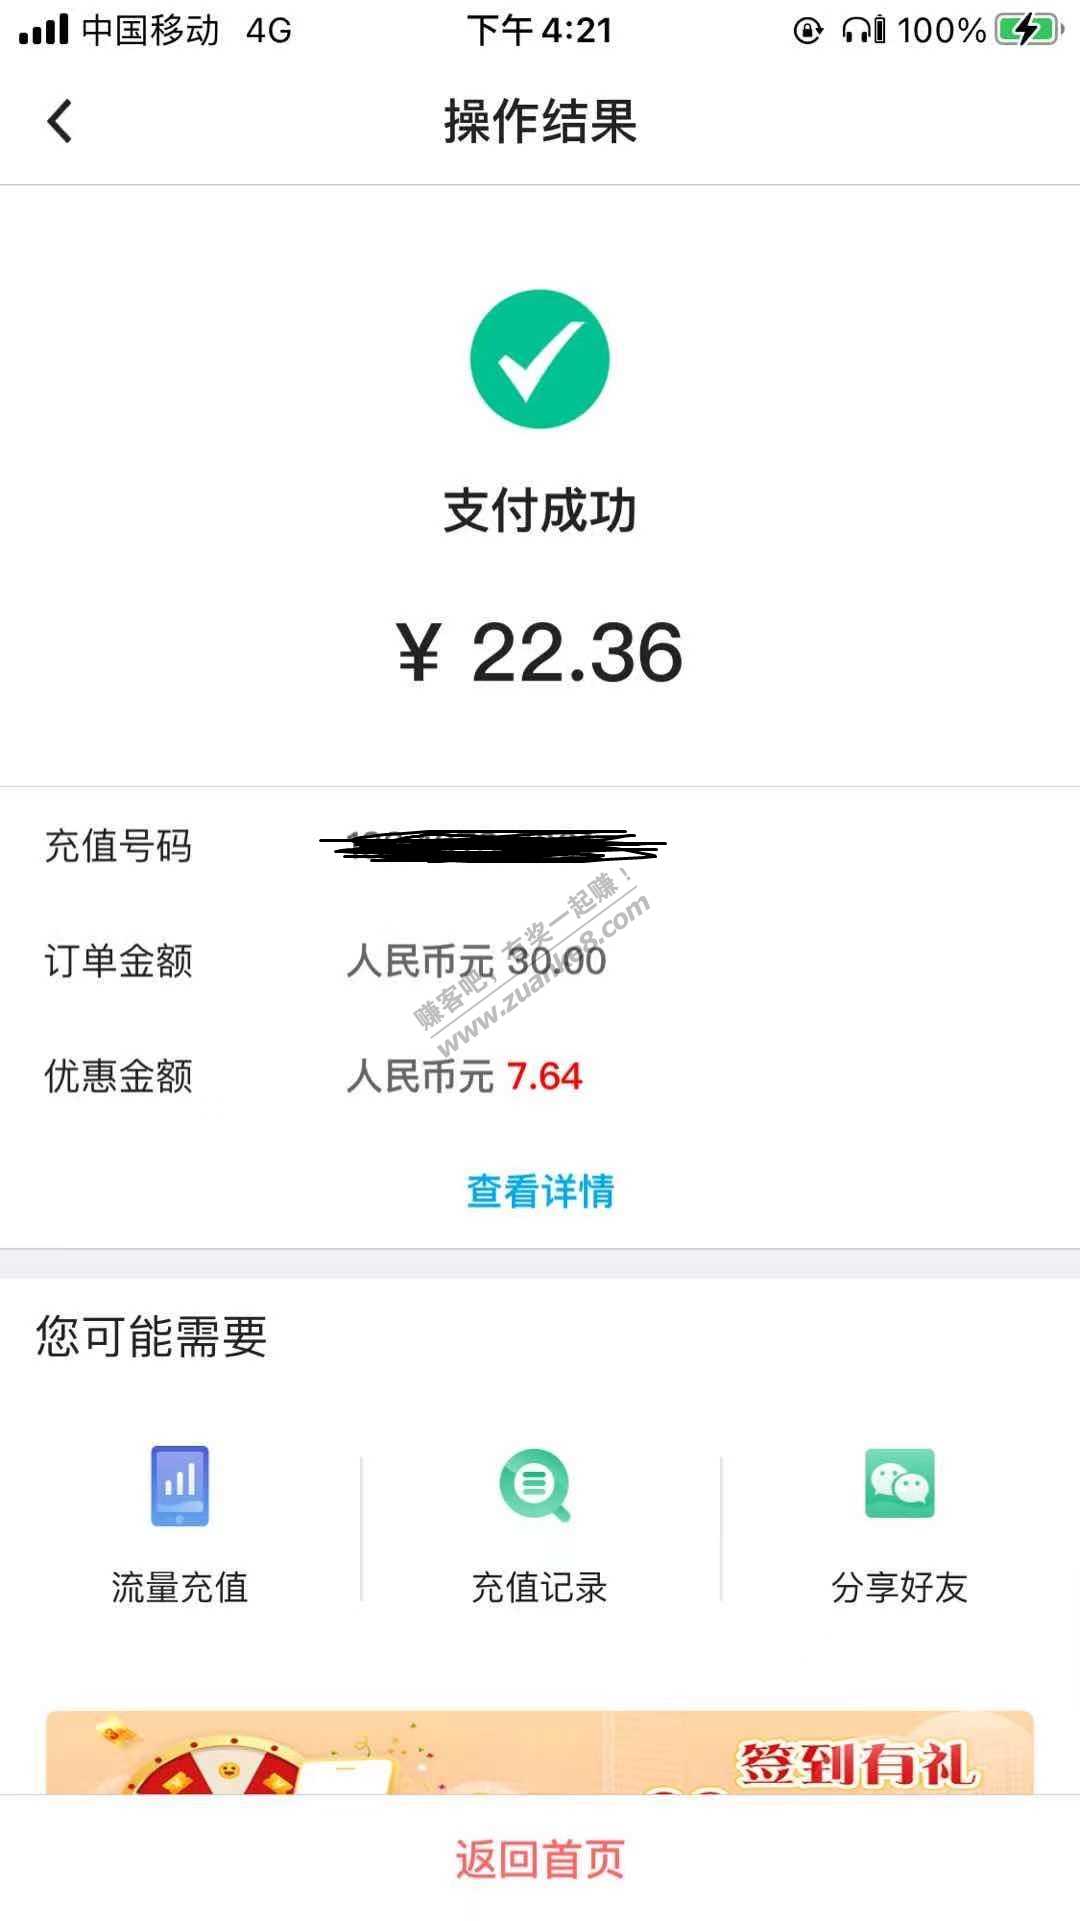 中国移动 4G 下午4:21 100%
操作结果
支付成功
¥ 22.36
充值号码
赚客吧，有奖一起赚！
www.zuanke8.com
订单金额 人民币元 30.00
优惠金额 人民币元 7.64
查看详情
您可能需要
流量充值 充值记录 分享好友
签到有礼
返回首页